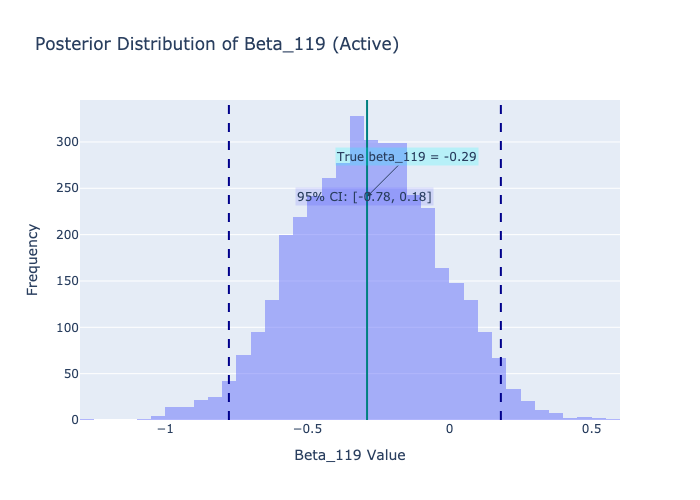 Posterior Distribution of Beta_119 (Active)
300
250
200
150
100
50
0
Frequency
True beta_119 = -0.29
95% CI: [-0.78, 0.18]
−1
−0.5
0
0.5
Beta_119 Value